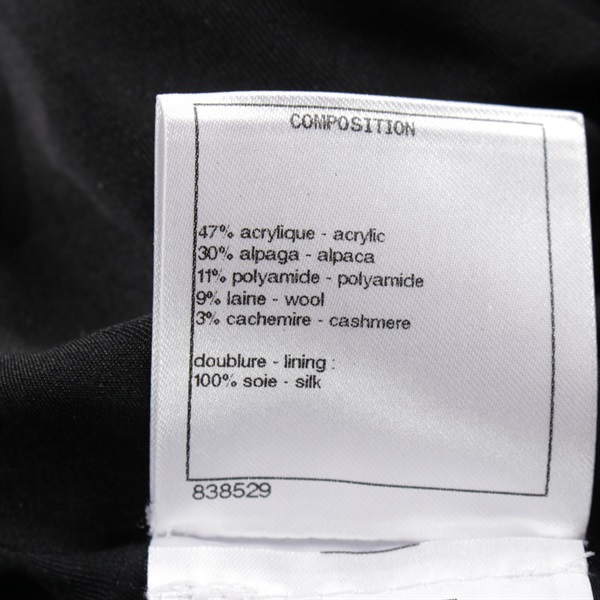 COMPOSITION
47% acrylique - acrylic
30% alpaga - alpaca
11% polyamide - polyamide
9% laine - wool
3% cachemire - cashmere
doublure - lining :
100% soie - silk
838529